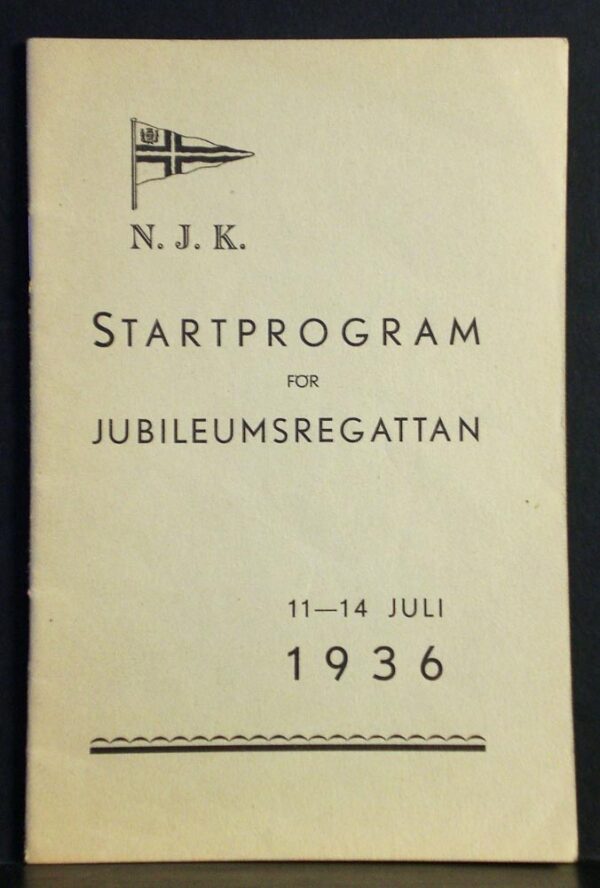 N. J. K.
STARTPROGRAM
FÖR
JUBILEUMSREGATTAN
11—14 JULI
1936